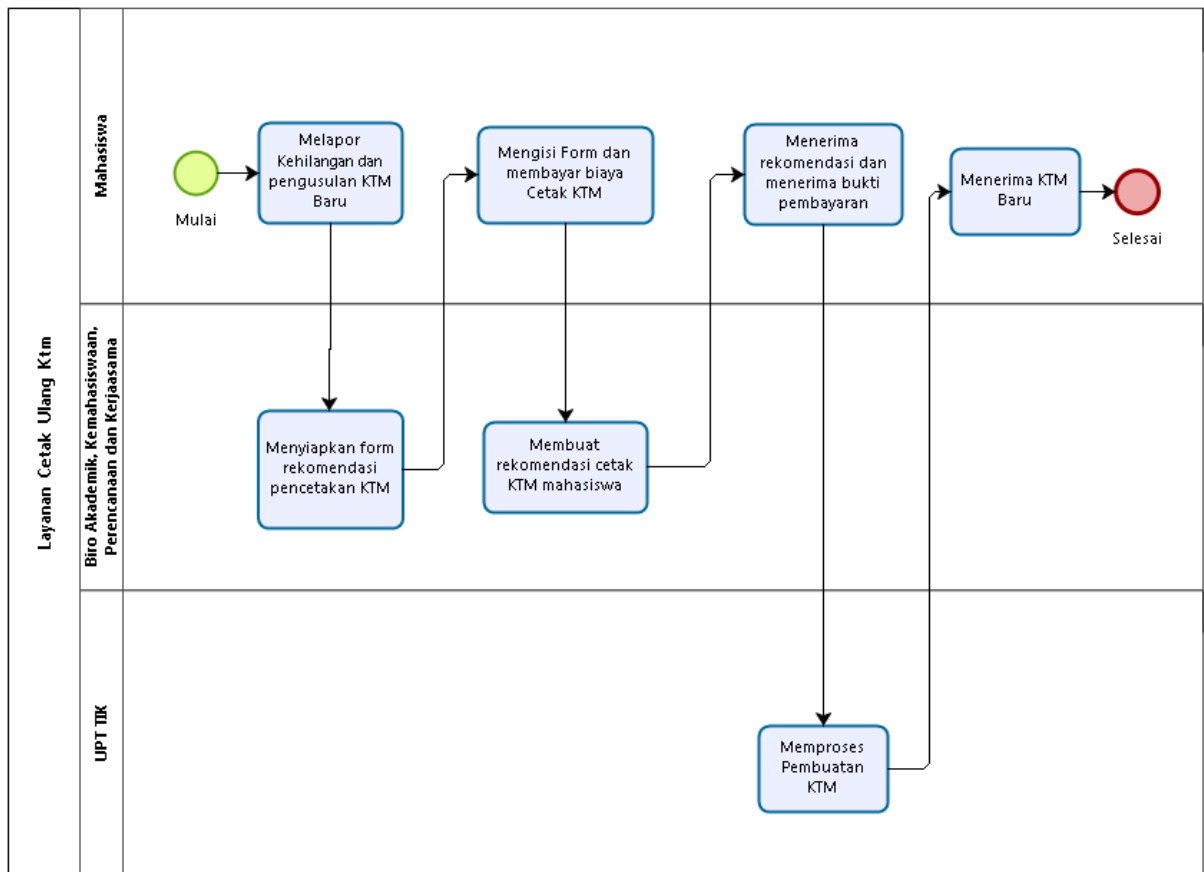 Layanan Cetak Ulang Ktm
Mahasiswa
Mulai
Melapor
Kehilangan dan
pengusulan KTM
Baru
Mengisi Form dan
membayar biaya
Cetak KTM
Menerima
rekomendasi dan
menerima bukti
pembayaran
Menerima KTM
Baru
Selesai
Biro Akademik, Kemahasiswaan,
Perencanaan dan Kerjaasama
Menyiapkan form
rekomendasi
pencetakan KTM
Membuat
rekomendasi cetak
KTM mahasiswa
UPT TIK
Memproses
Pembuatan
KTM